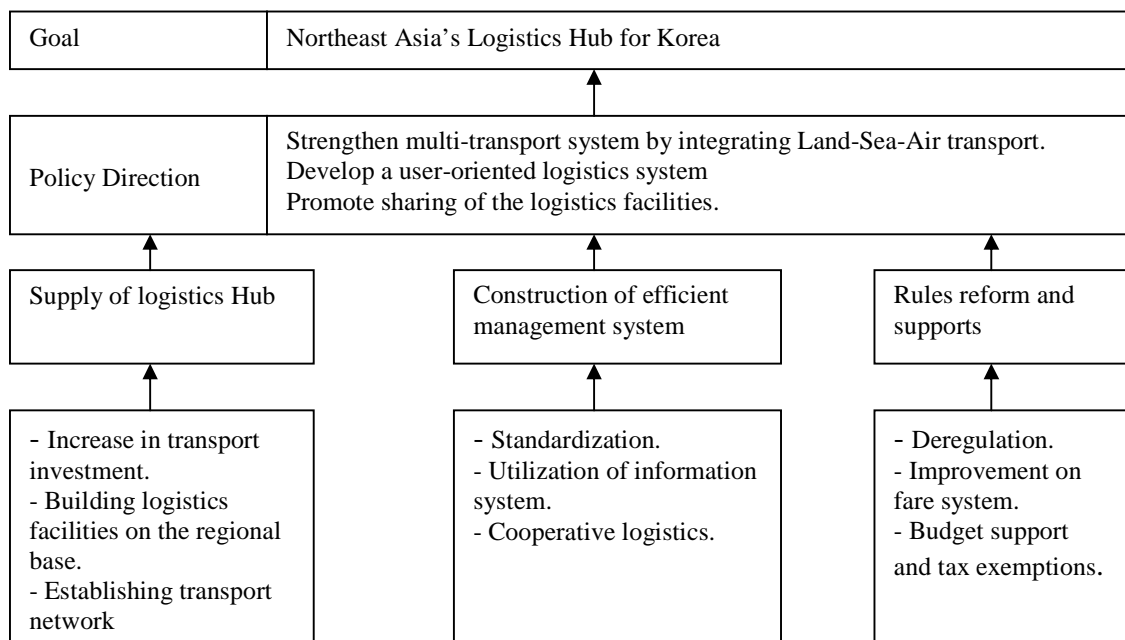 Goal
Northeast Asia’s Logistics Hub for Korea
Policy Direction
Strengthen multi-transport system by integrating Land-Sea-Air transport.
Develop a user-oriented logistics system
Promote sharing of the logistics facilities.
Supply of logistics Hub
Construction of efficient
management system
Rules reform and
supports
- Increase in transport
investment.
- Building logistics
facilities on the regional
base.
- Establishing transport
network
- Standardization.
- Utilization of information
system.
- Cooperative logistics.
- Deregulation.
- Improvement on
fare system.
- Budget support
and tax exemptions.